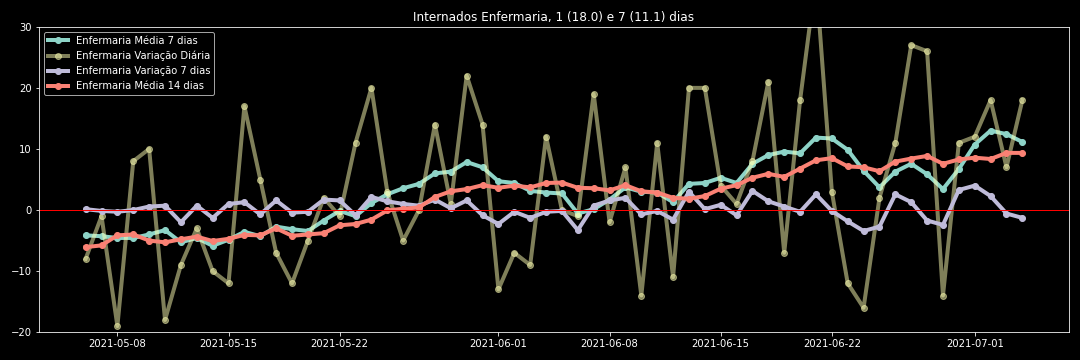 Internados Enfermaria, 1 (18.0) e 7 (11.1) dias
30
20
10
0
−10
−20
Enfermaria Média 7 dias
Enfermaria Variação Diária
Enfermaria Variação 7 dias
Enfermaria Média 14 dias
2021-05-08
2021-05-15
2021-05-22
2021-06-01
2021-06-08
2021-06-15
2021-06-22
2021-07-01